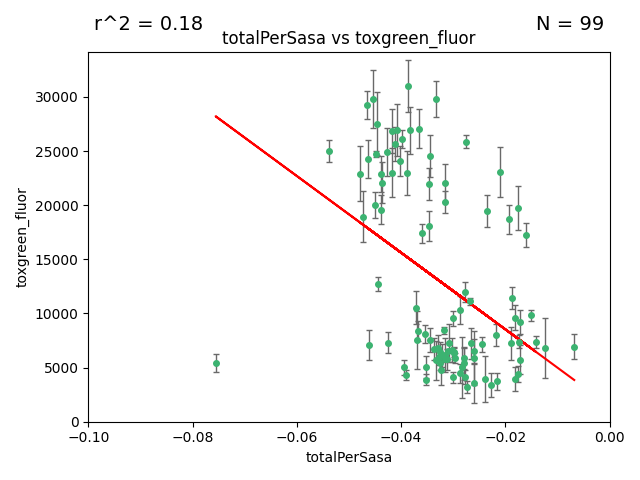 r^2 = 0.18
N = 99
totalPerSasa vs toxgreen_fluor
30000
25000
20000
15000
10000
5000
0
toxgreen_fluor
−0.10
−0.08
−0.06
−0.04
−0.02
0.00
totalPerSasa